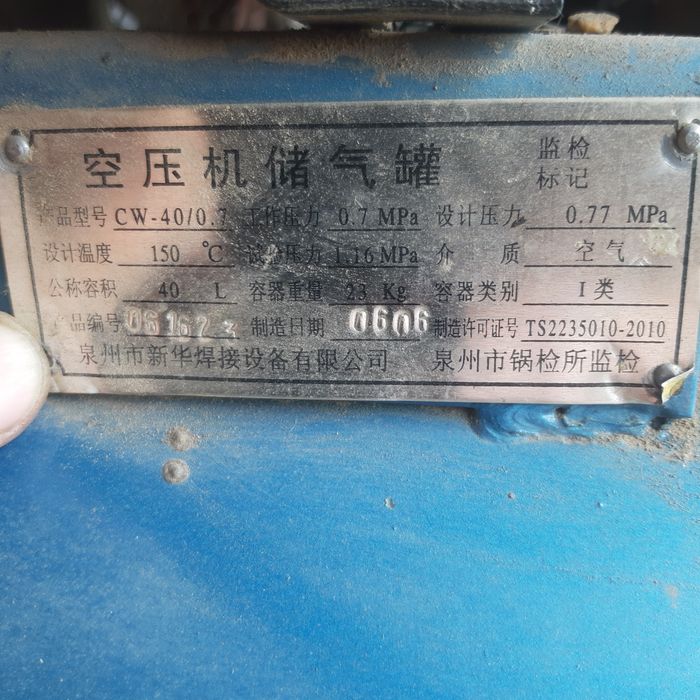 空压机储气罐 监检
标记
产品型号 CW-40/0.7 工作压力 0.7 MPa 设计压力 0.77 MPa
设计温度 150 ℃ 试验压力 1.16 MPa 介 质 空气
公称容积 40 L 容器重量 23 Kg 容器类别 I 类
产品编号 061623 制造日期 0606 制造许可证号 TS2235010-2010
泉州市新华焊接设备有限公司 泉州市锅检所监检